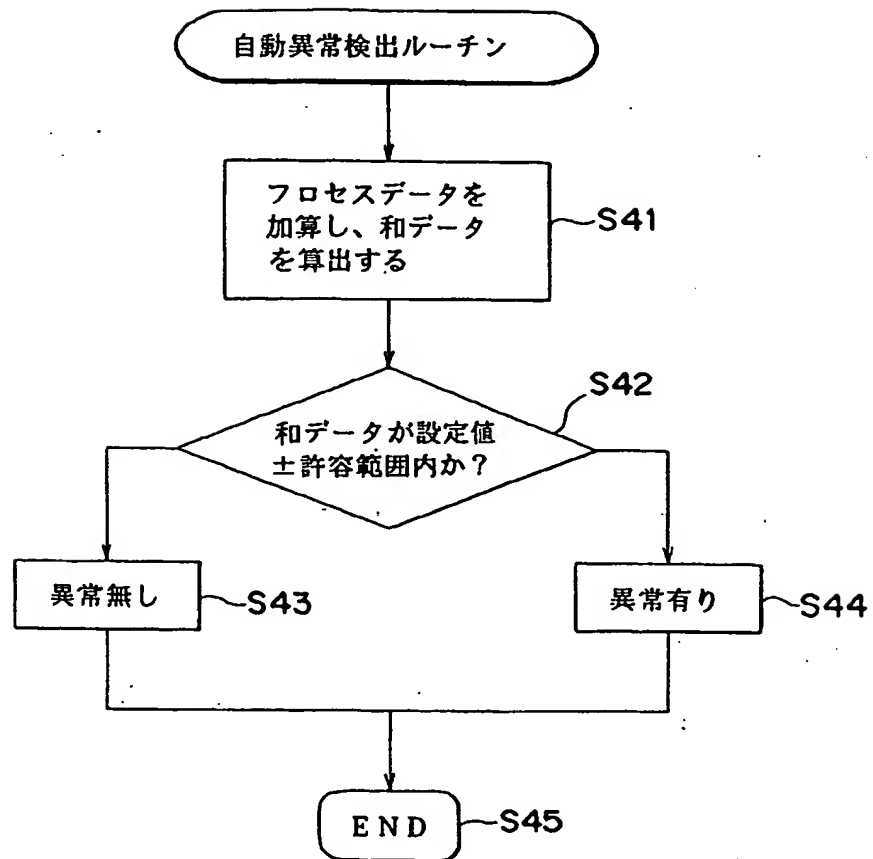 自動異常検出ルーチン
フロセスデータを
加算し、和データ
を算出する
S41
S42
和データが設定値
±許容範囲内か？
異常無し
S43
異常有り
S44
END
S45